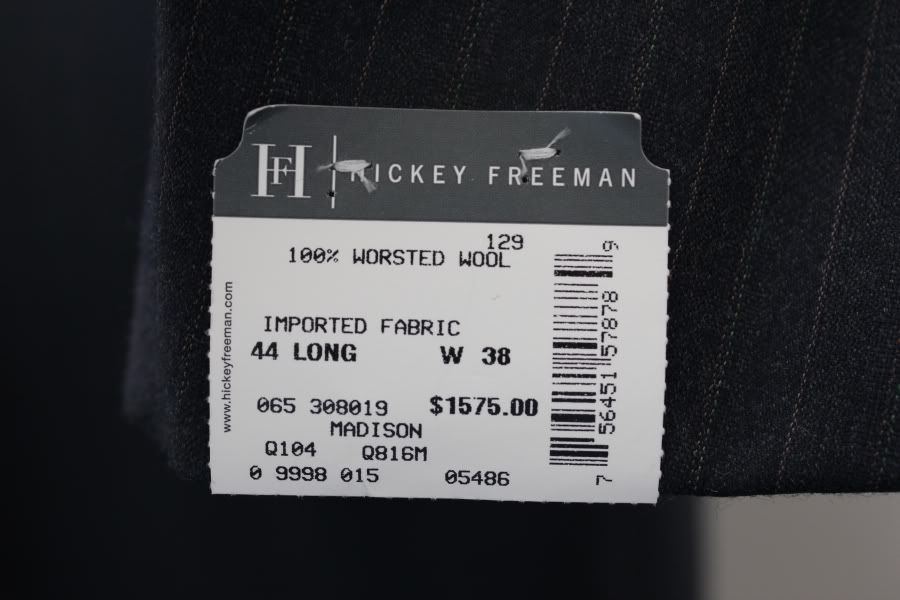 HF HICKEY FREEMAN
129
100% WORSTED WOOL
IMPORTED FABRIC
44 LONG W 38
065 308019 $1575.00
MADISON
Q104 Q816M
0 9998 015 05486
www.hickeyfreeman.com
7 56451 57878 9